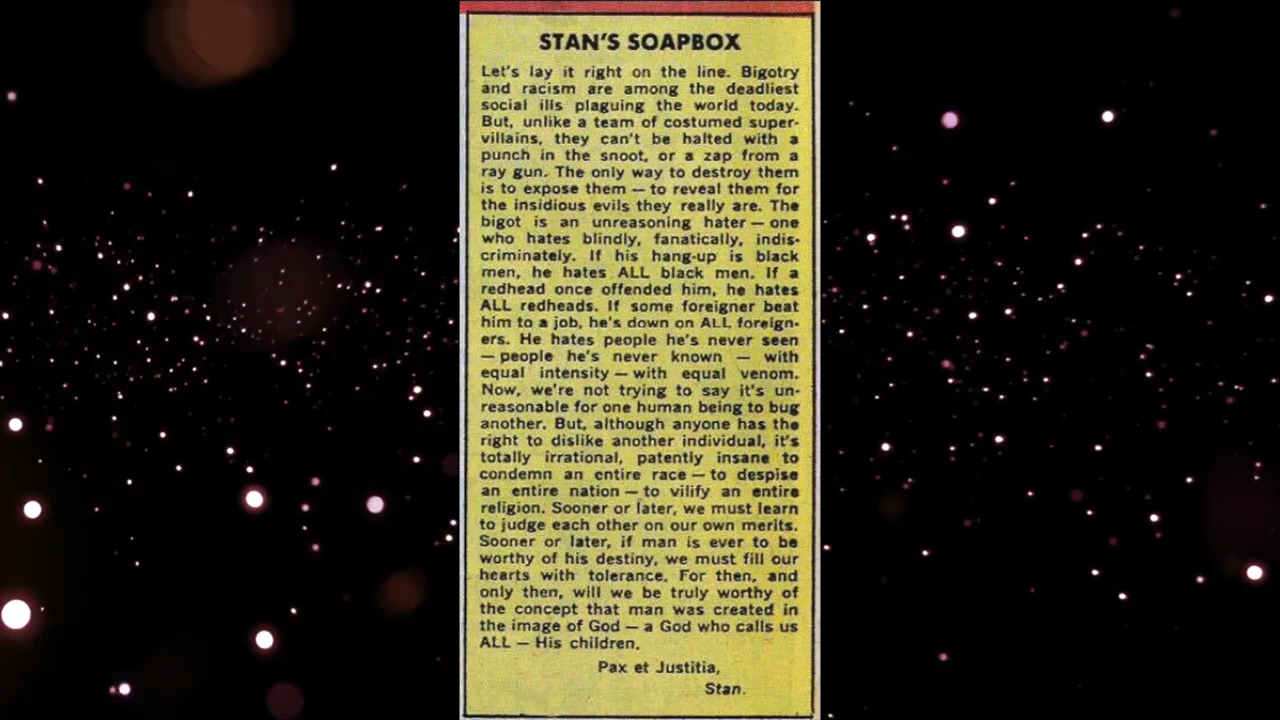 STAN'S SOAPBOX
Let's lay it right on the line. Bigotry
and racism are among the deadliest
social ills plaguing the world today.
But, unlike a team of costumed super-
villains, they can't be halted with a
punch in the snoot, or a zap from a
ray gun. The only way to destroy them
is to expose them — to reveal them for
the insidious evils they really are. The
bigot is an unreasoning hater — one
who hates blindly, fanatically, indis-
criminately. If his hang-up is black
men, he hates ALL black men. If a
redhead once offended him, he hates
ALL redheads. If some foreigner beat
him to a job, he's down on ALL foreign-
ers. He hates people he's never seen
— people he's never known — with
equal intensity — with equal venom.
Now, we're not trying to say it's un-
reasonable for one human being to bug
another. But, although anyone has the
right to dislike another individual, it's
totally irrational, patently insane to
condemn an entire race — to despise
an entire nation — to vilify an entire
religion. Sooner or later, we must learn
to judge each other on our own merits.
Sooner or later, if man is ever to be
worthy of his destiny, we must fill our
hearts with tolerance. For then, and
only then, will we be truly worthy of
the concept that man was created in
the image of God — a God who calls us
ALL — His children.
Pax et Justitia,
Stan.